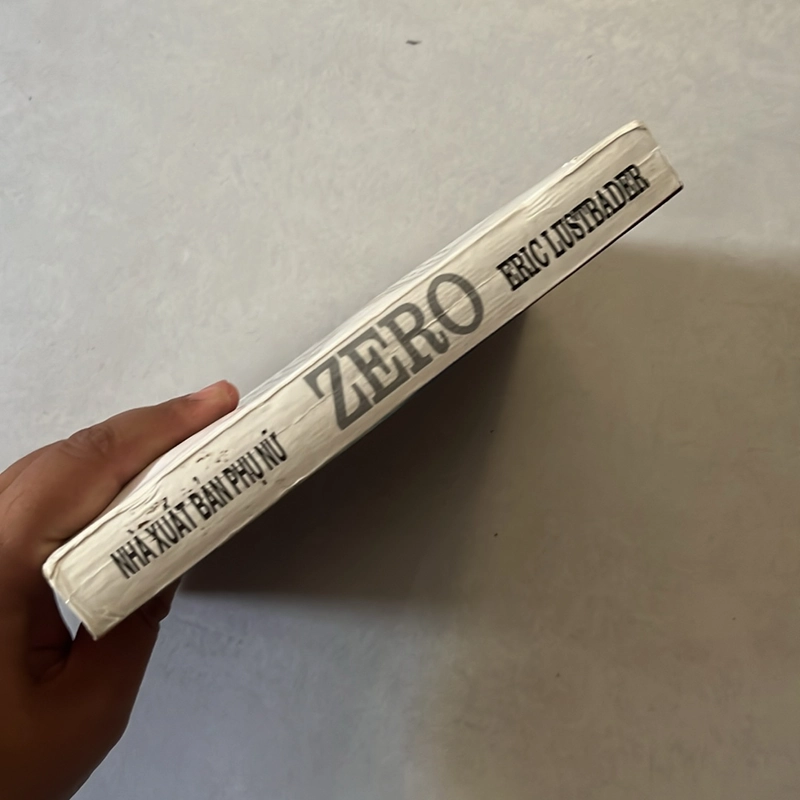 NHÀ XUẤT BẢN PHỤ NỮ
ZERO
ERIC LUSTBADER